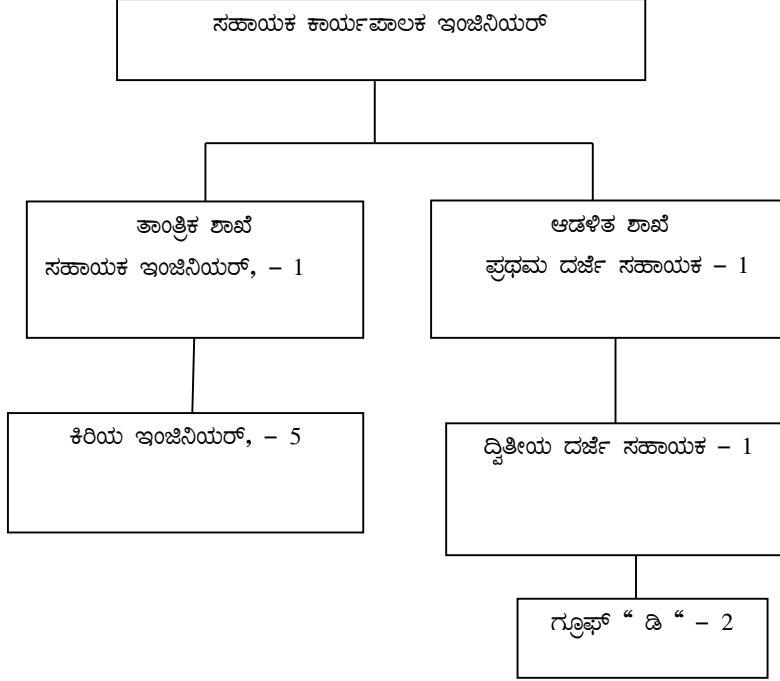 ಸಹಾಯಕ ಕಾರ್ಯಪಾಲಕ ಇಂಜಿನಿಯರ್
ತಾಂತ್ರಿಕ ಶಾಖೆ
ಸಹಾಯಕ ಇಂಜಿನಿಯರ್, – 1
ಆಡಳಿತ ಶಾಖೆ
ಪ್ರಥಮ ದರ್ಜೆ ಸಹಾಯಕ – 1
ಕಿರಿಯ ಇಂಜಿನಿಯರ್, – 5
ದ್ವಿತೀಯ ದರ್ಜೆ ಸಹಾಯಕ – 1
ಗ್ರೂಫ್ “ ಡಿ “ – 2